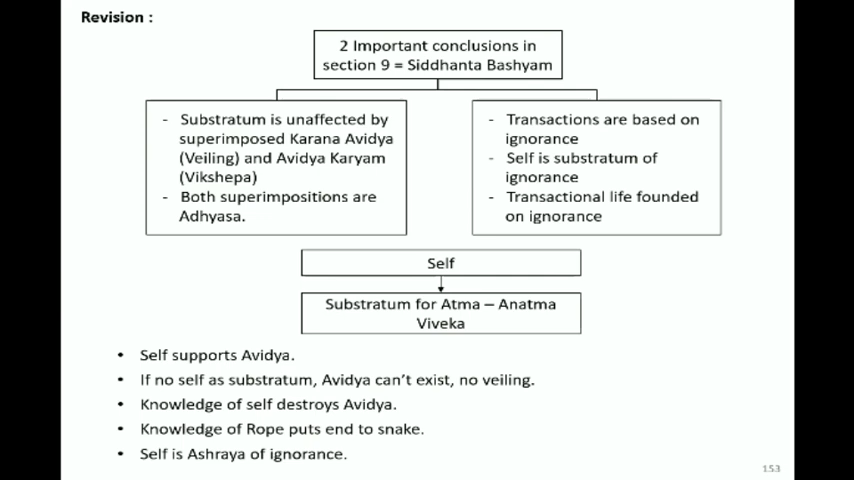 Revision :
2 Important conclusions in
section 9 = Siddhanta Bashyam
- Substratum is unaffected by
superimposed Karana Avidya
(Veiling) and Avidya Karyam
(Vikshepa)
- Both superimpositions are
Adhyasa.
- Transactions are based on
ignorance
- Self is substratum of
ignorance
- Transactional life founded
on ignorance
Self
Substratum for Atma – Anatma
Viveka
• Self supports Avidya.
• If no self as substratum, Avidya can’t exist, no veiling.
• Knowledge of self destroys Avidya.
• Knowledge of Rope puts end to snake.
• Self is Ashraya of ignorance.
153